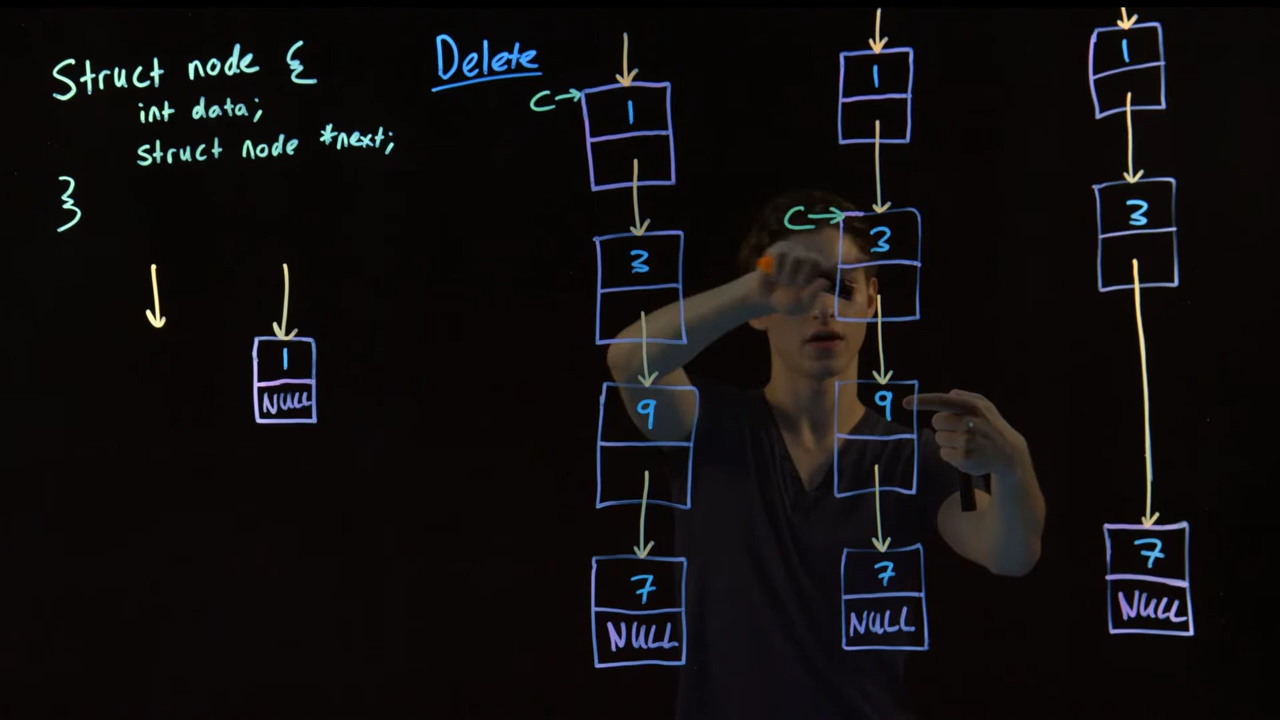 Struct node {
int data;
struct node *next;
}
1
NULL
Delete
C
1
3
9
7
NULL
1
C
3
9
7
NULL
1
3
7
NULL